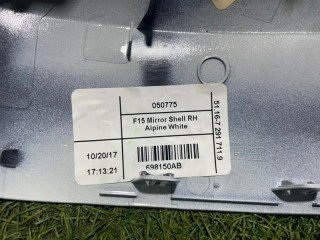 050775
F15 Mirror Shell RH
Alpine White
10/20/17
17:13:21
698150AB
51.16-7 291 711.9